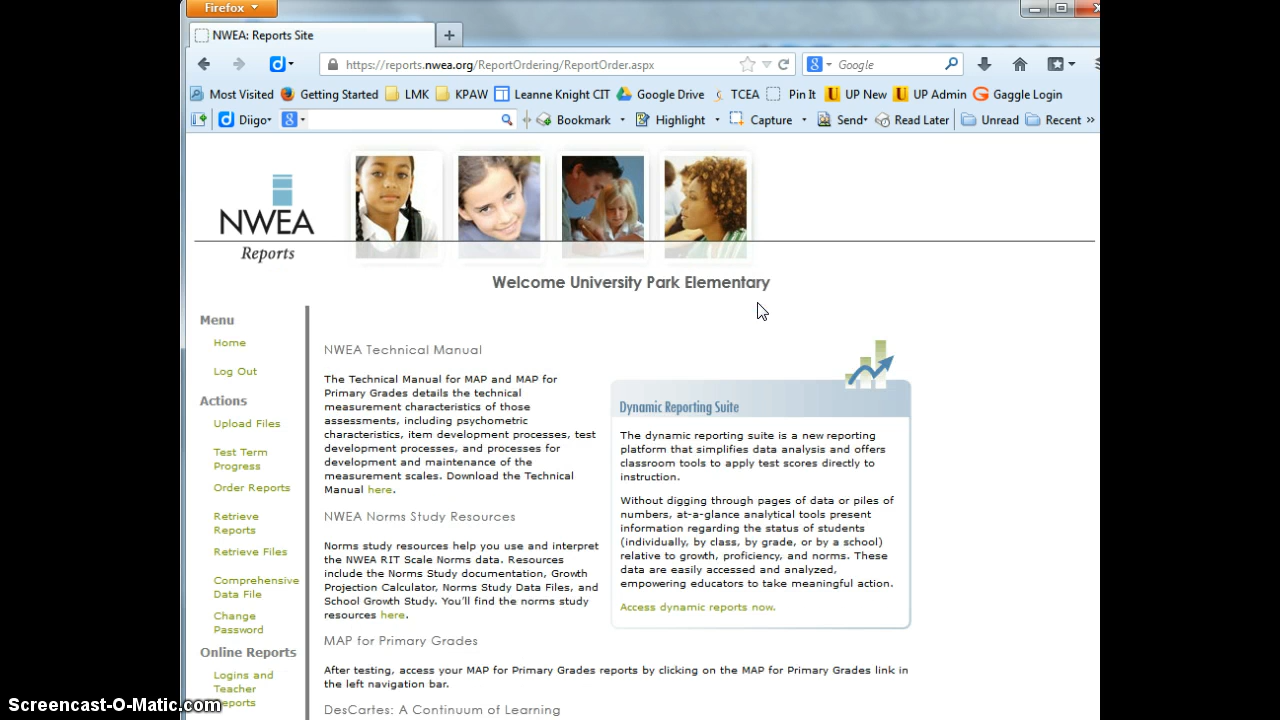 Firefox
NWEA: Reports Site
https://reports.nwea.org/ReportOrdering/ReportOrder.aspx
Google
Most Visited Getting Started LMK KPAW Leanne Knight CIT Google Drive TCEA Pin It UP New UP Admin Gaggle Login
Diigo Bookmark Highlight Capture Send Read Later Unread Recent »
NWEA
Reports
Welcome University Park Elementary
Menu
Home
Log Out
Actions
Upload Files
Test Term
Progress
Order Reports
Retrieve
Reports
Retrieve Files
Comprehensive
Data File
Change
Password
Online Reports
Logins and
Teacher
Reports
NWEA Technical Manual
The Technical Manual for MAP and MAP for
Primary Grades details the technical
measurement characteristics of those
assessments, including psychometric
characteristics, item development processes, test
development processes, and processes for
development and maintenance of the
measurement scales. Download the Technical
Manual here.
NWEA Norms Study Resources
Norms study resources help you use and interpret
the NWEA RIT Scale Norms data. Resources
include the Norms Study documentation, Growth
Projection Calculator, Norms Study Data Files, and
School Growth Study. You'll find the norms study
resources here.
MAP for Primary Grades
After testing, access your MAP for Primary Grades reports by clicking on the MAP for Primary Grades link in
the left navigation bar.
DesCartes: A Continuum of Learning
Dynamic Reporting Suite
The dynamic reporting suite is a new reporting
platform that simplifies data analysis and offers
classroom tools to apply test scores directly to
instruction.
Without digging through pages of data or piles of
numbers, at-a-glance analytical tools present
information regarding the status of students
(individually, by class, by grade, or by a school)
relative to growth, proficiency, and norms. These
data are easily accessed and analyzed,
empowering educators to take meaningful action.
Access dynamic reports now.
Screencast-O-Matic.com